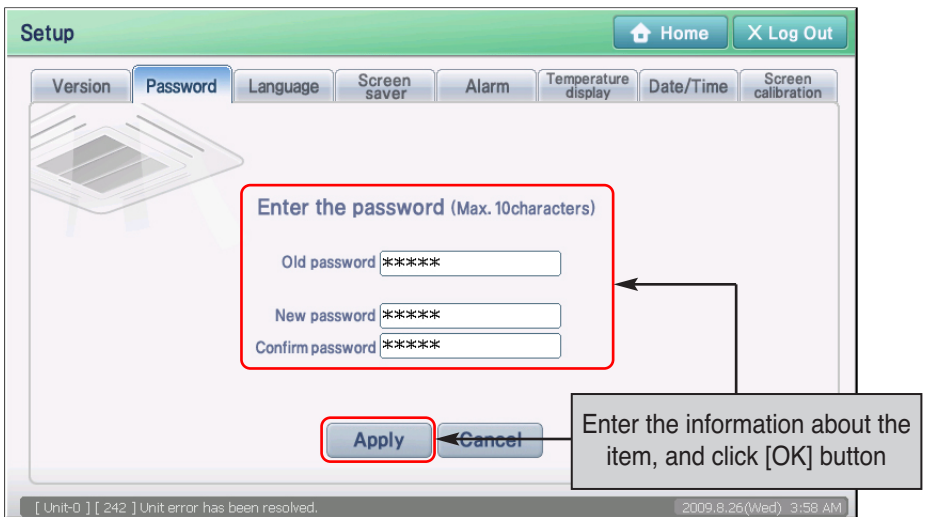 Setup
Home
X Log Out
Version
Password
Language
Screen
saver
Alarm
Temperature
display
Date/Time
Screen
calibration
Enter the password (Max. 10characters)
Old password *****
New password *****
Confirm password *****
Apply
Cancel
Enter the information about the
item, and click [OK] button
[ Unit-0 ] [ 242 ] Unit error has been resolved.
2009.8.26(Wed) 3:58 AM